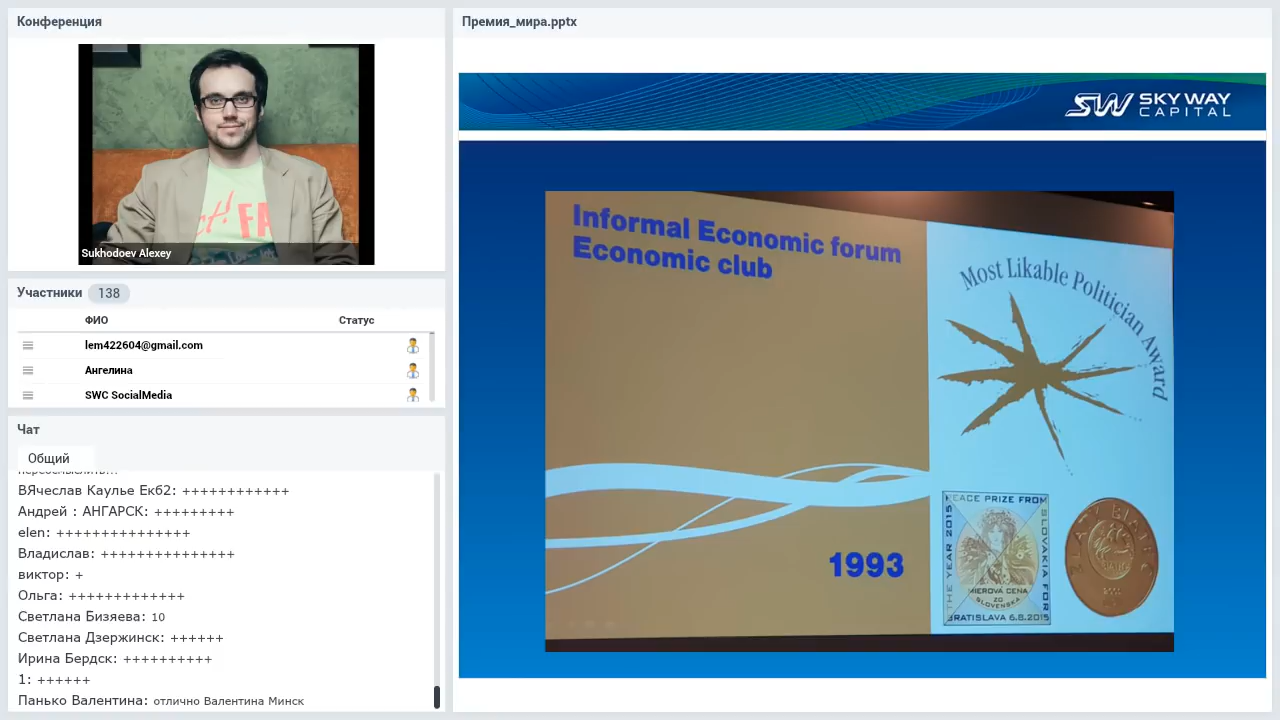 Конференция
Sukhodoev Alexey
Участники 138
ФИО Статус
lem422604@gmail.com
Ангелина
SWC SocialMedia
Чат
Общий
ВЯчеслав Каулье Екб2: ++++++++++++
Андрей : АНГАРСК: +++++++++
elen: +++++++++++++++
Владислав: +++++++++++++++
виктор: +
Ольга: +++++++++++++
Светлана Бизяева: 10
Светлана Дзержинск: ++++++
Ирина Бердск: ++++++++++
1: ++++++
Панько Валентина: отлично Валентина Минск
Премия_мира.pptx
SW SKY WAY
CAPITAL
Informal Economic forum
Economic club
Most Likable Politician Award
1993
PEACE PRIZE FROM
SLOVAKIA FOR
THE YEAR 2015
MIEROVÁ CENA
ZO
SLOVENSKA
BRATISLAVA 6.8.2015